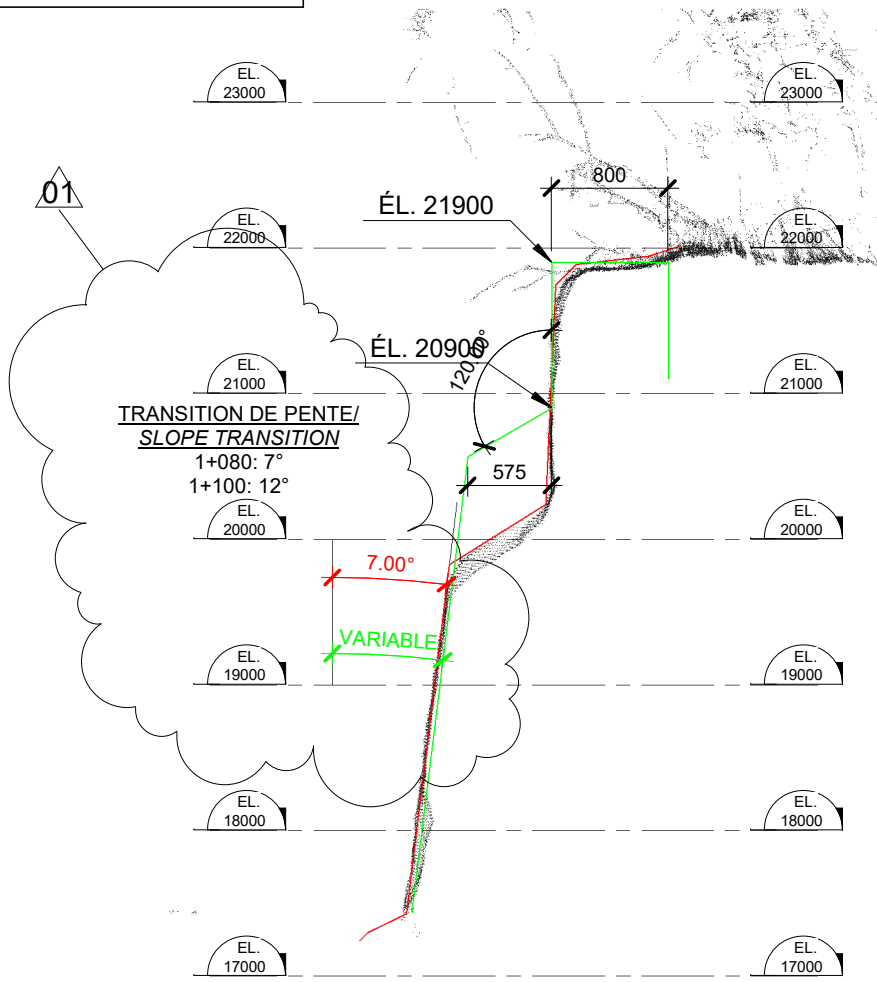 EL.
23000
EL.
23000
01
800
ÉL. 21900
EL.
22000
EL.
22000
ÉL. 20900
120.00°
EL.
21000
EL.
21000
TRANSITION DE PENTE/
SLOPE TRANSITION
1+080: 7°
1+100: 12°
575
EL.
20000
EL.
20000
7.00°
VARIABLE
EL.
19000
EL.
19000
EL.
18000
EL.
18000
EL.
17000
EL.
17000